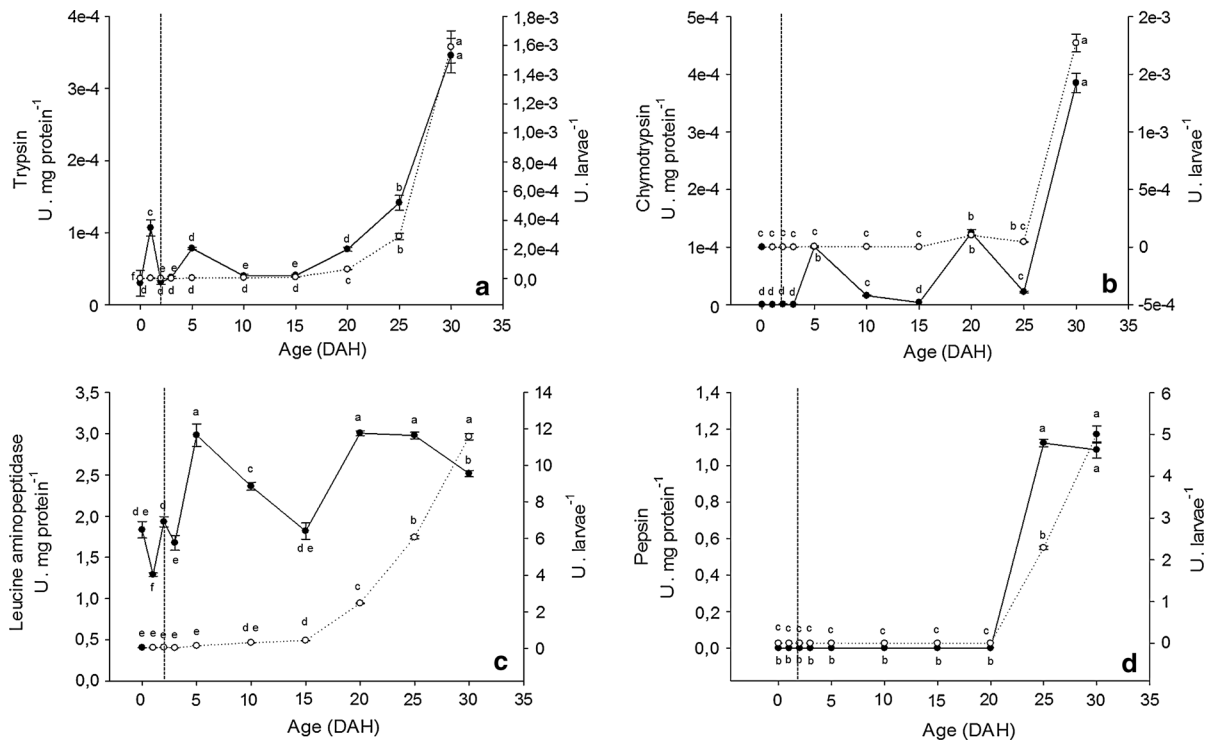 4e-4
3e-4
2e-4
1e-4
0
Trypsin
U. mg protein-1
1,8e-3
1,6e-3
1,4e-3
1,2e-3
1,0e-3
8,0e-4
6,0e-4
4,0e-4
2,0e-4
0,0
U. larvae-1
f c e e d e e d b a a
d d d d d d c b
0 5 10 15 20 25 30 35
Age (DAH)
a
5e-4
4e-4
3e-4
2e-4
1e-4
0
Chymotrypsin
U. mg protein-1
2e-3
2e-3
1e-3
5e-4
0
-5e-4
U. larvae-1
c c c c c c c b b c a
d d d d b c d b c a
0 5 10 15 20 25 30 35
Age (DAH)
b
3,5
3,0
2,5
2,0
1,5
1,0
0,5
0,0
Leucine aminopeptidase
U. mg protein-1
14
12
10
8
6
4
2
0
U. larvae-1
d e f d e a c d e a a b
e e e e e d e d c b a
0 5 10 15 20 25 30 35
Age (DAH)
c
1,4
1,2
1,0
0,8
0,6
0,4
0,2
0,0
Pepsin
U. mg protein-1
6
5
4
3
2
1
0
U. larvae-1
c c c c c c c c b a
b b b b b b b b a a
0 5 10 15 20 25 30 35
Age (DAH)
d